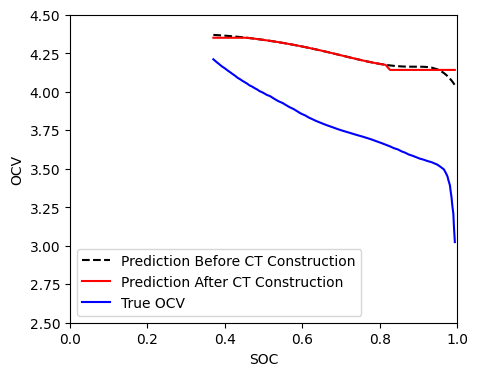 4.50
4.25
4.00
3.75
3.50
3.25
3.00
2.75
2.50
OCV
Prediction Before CT Construction
Prediction After CT Construction
True OCV
0.0 0.2 0.4 0.6 0.8 1.0
SOC